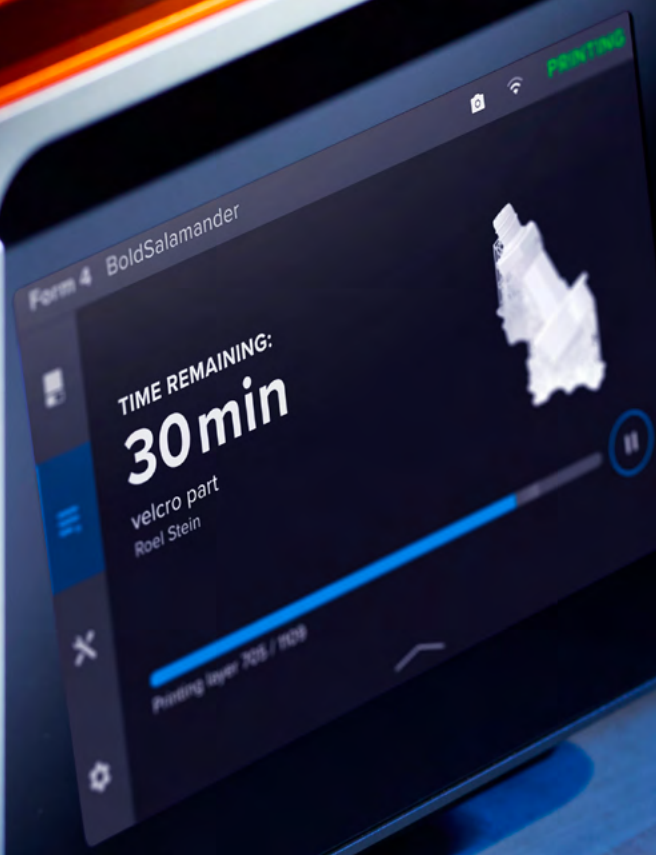 PRINTING
Form 4 BoldSalamander
TIME REMAINING:
30 min
velcro part
Roel Stein
Printing layer 705 / 1109